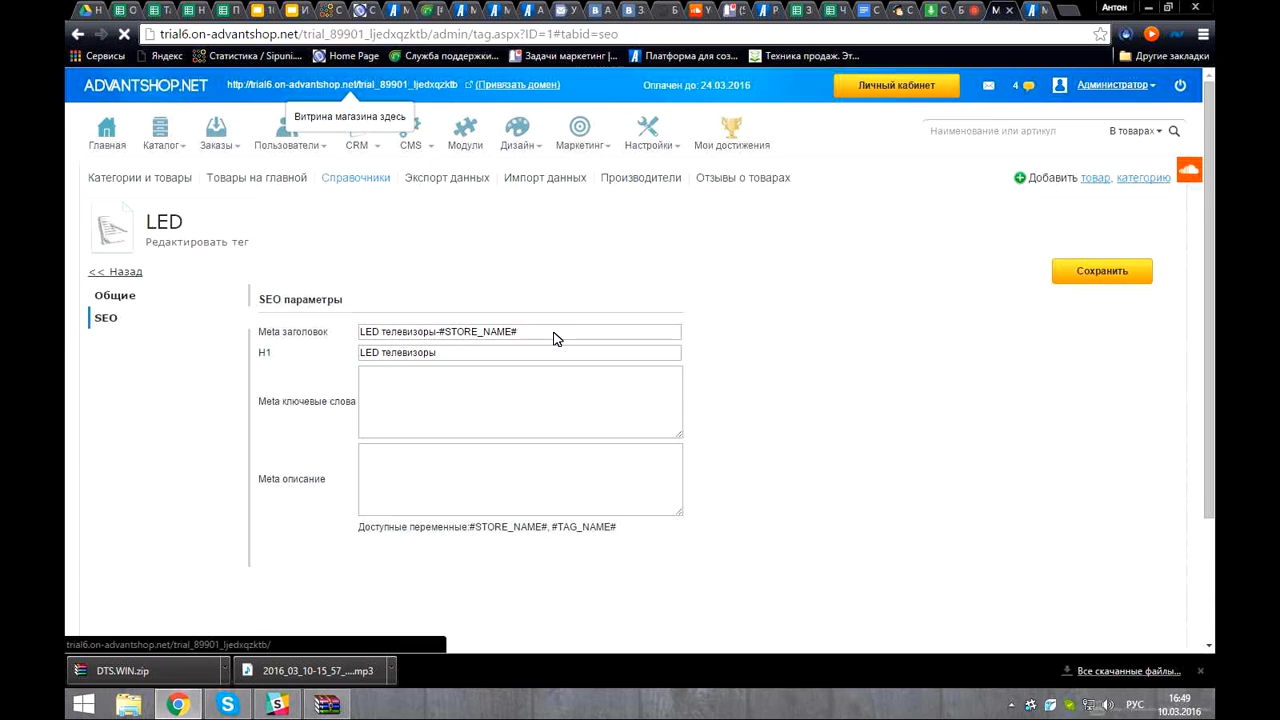 Антон
trial6.on-advantshop.net/trial_89901_ljedxqzktb/admin/tag.aspx?ID=1#tabid=seo
Сервисы Яндекс Статистика / Sipuni... Home Page Служба поддержки... Задачи маркетинг |... Платформа для соз... Техника Прода эж... Другие закладки
ADVANTSHOP.NET http://trial6.on-advantshop.net/trial_89901_ljedxqzktb (Привязать домен) Оплачен до: 24.03.2016 Личный кабинет 4 Администратор
Витрина магазина здесь
Наименование или артикул В товарах
Главная Каталог Заказы Пользователи CRM CMS Модули Дизайн Маркетинг Настройки Мои достижения
Категории и товары Товары на главной Справочники Экспорт данных Импорт данных Производители Отзывы о товарах Добавить товар, категорию
LED
Редактировать тег
<< Назад
Сохранить
Общие
SEO параметры
SEO
Meta заголовок LED телевизоры-#STORE_NAME#
H1 LED телевизоры
Meta ключевые слова
Meta описание
Доступные переменные:#STORE_NAME#, #TAG_NAME#
trial6.on-advantshop.net/trial_89901_ljedxqzktb/
DTS.WIN.zip 2016_03_10-15_57_....mp3 Все скачанные файлы...
РУС 16:49
10.03.2016